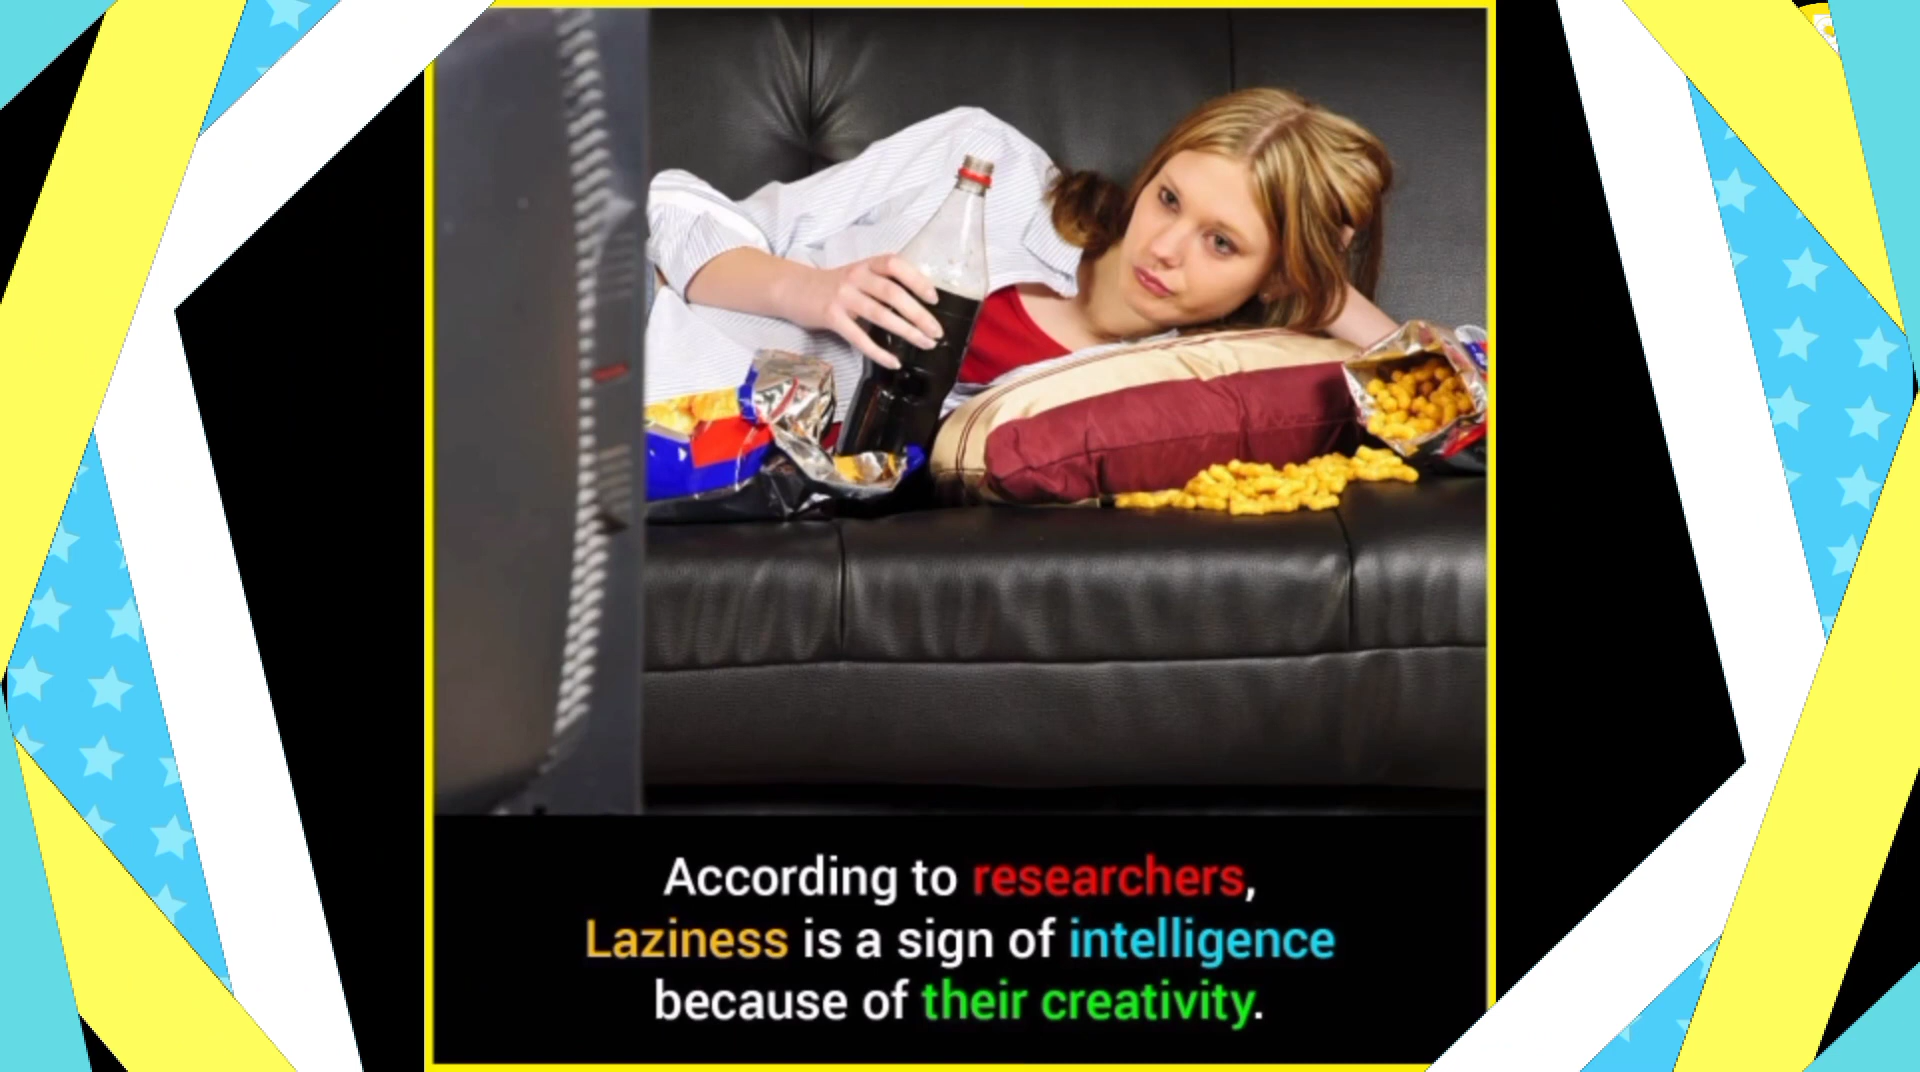 According to researchers,
Laziness is a sign of intelligence
because of their creativity.